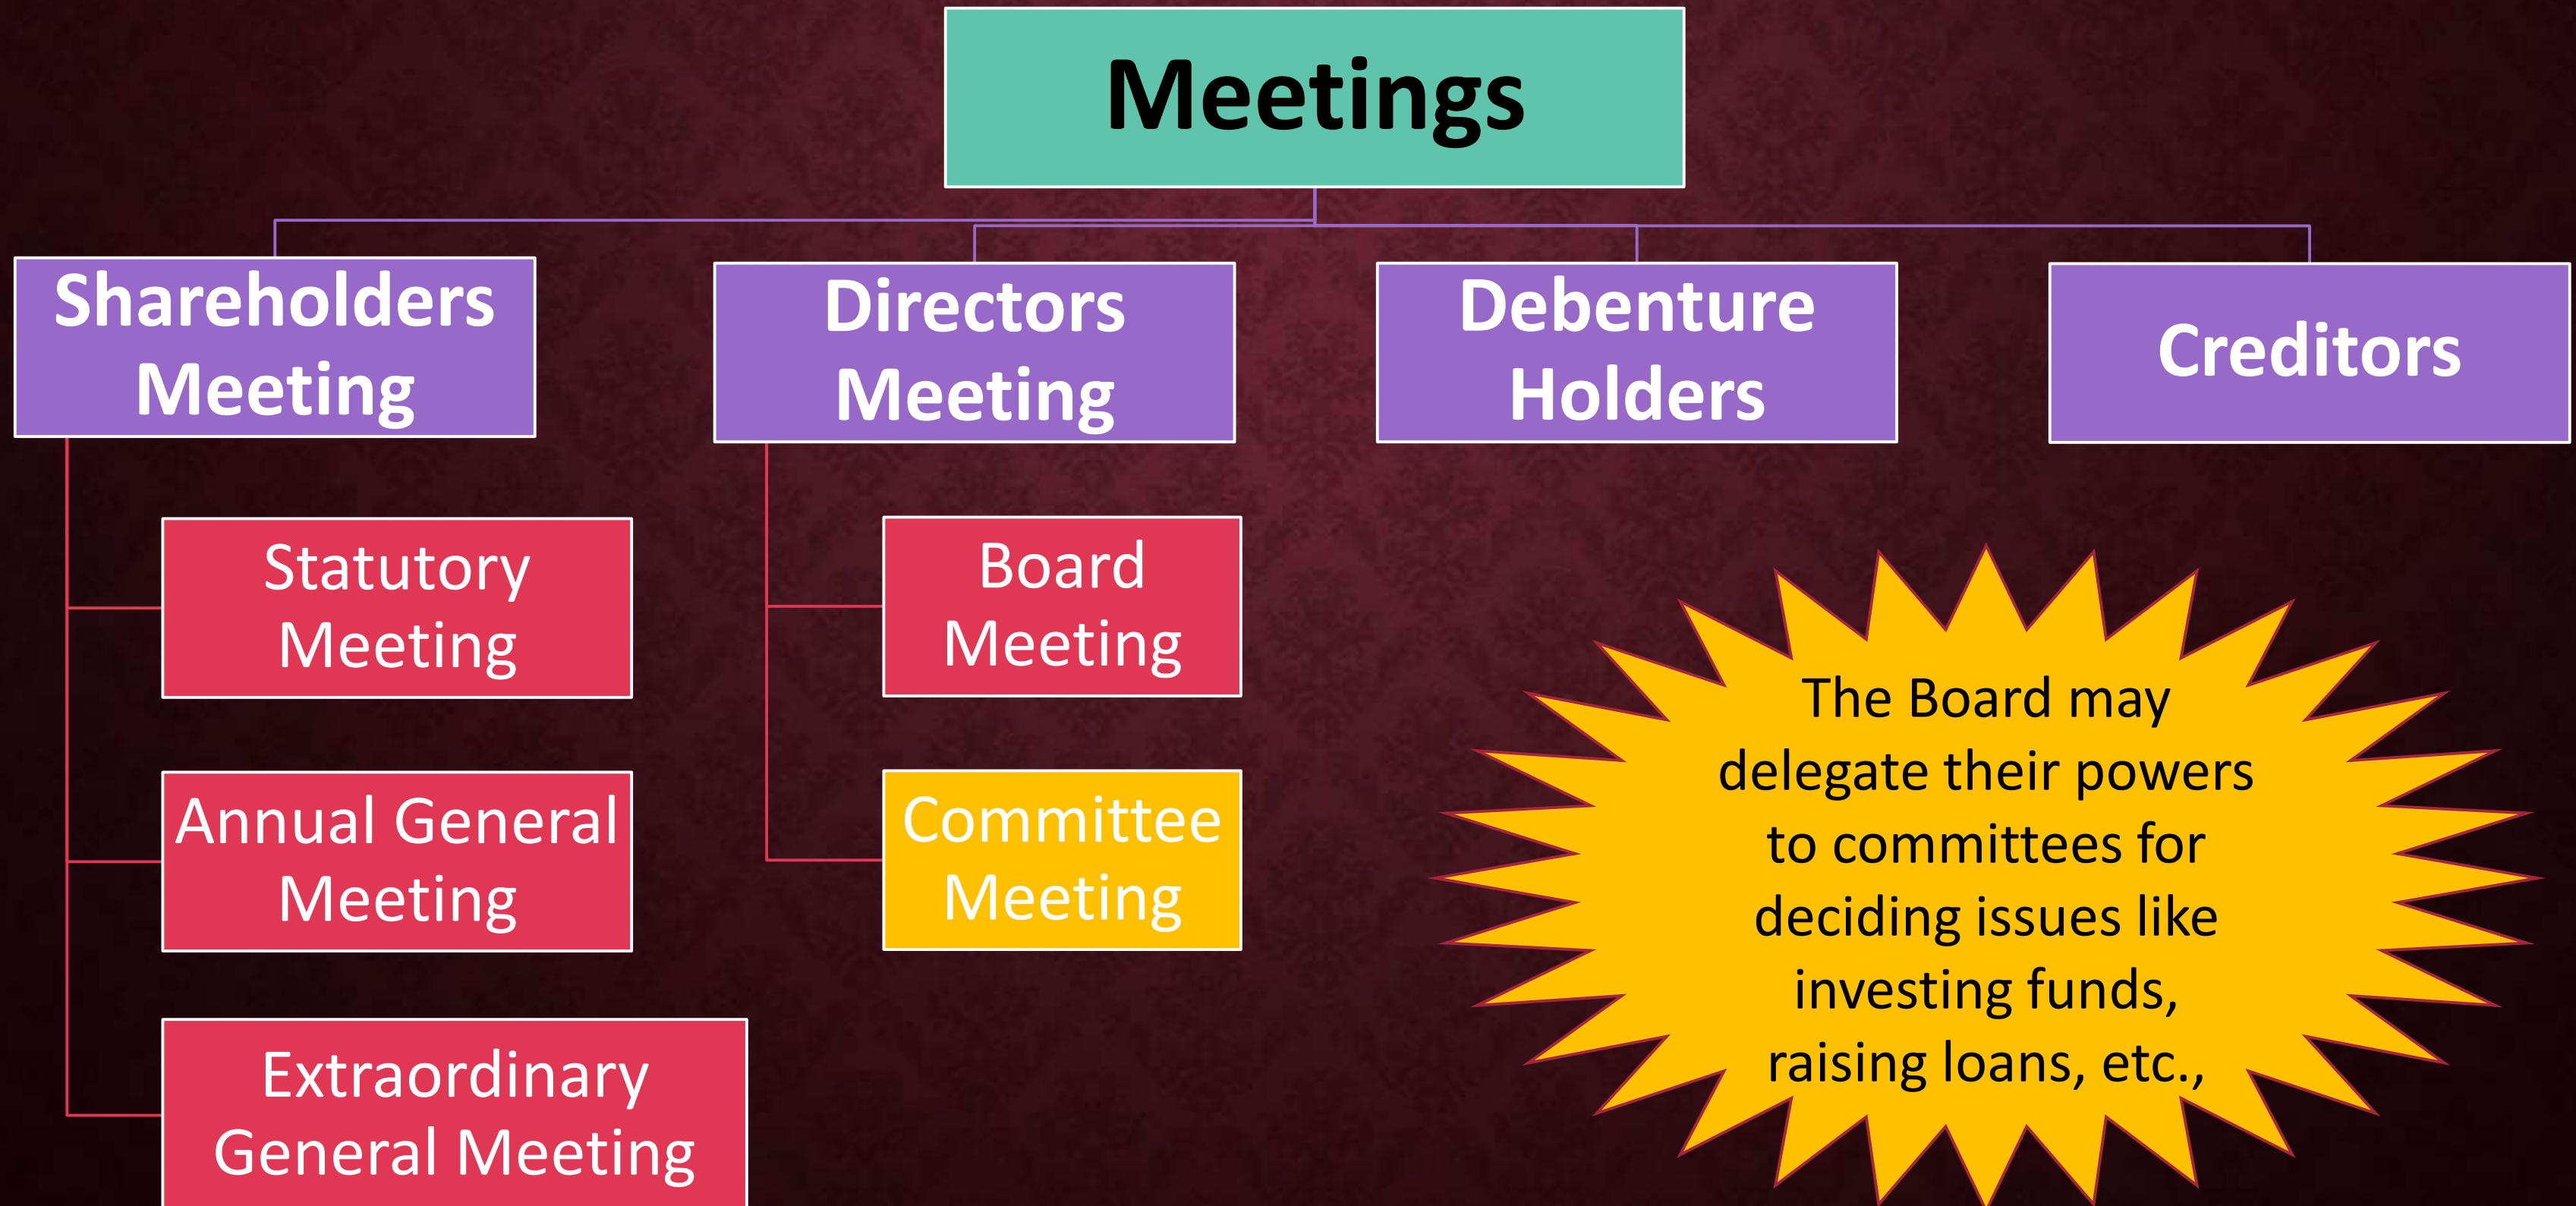 Meetings
Shareholders
Meeting
Directors
Meeting
Debenture
Holders
Creditors
Statutory
Meeting
Annual General
Meeting
Extraordinary
General Meeting
Board
Meeting
Committee
Meeting
The Board may
delegate their powers
to committees for
deciding issues like
investing funds,
raising loans, etc.,